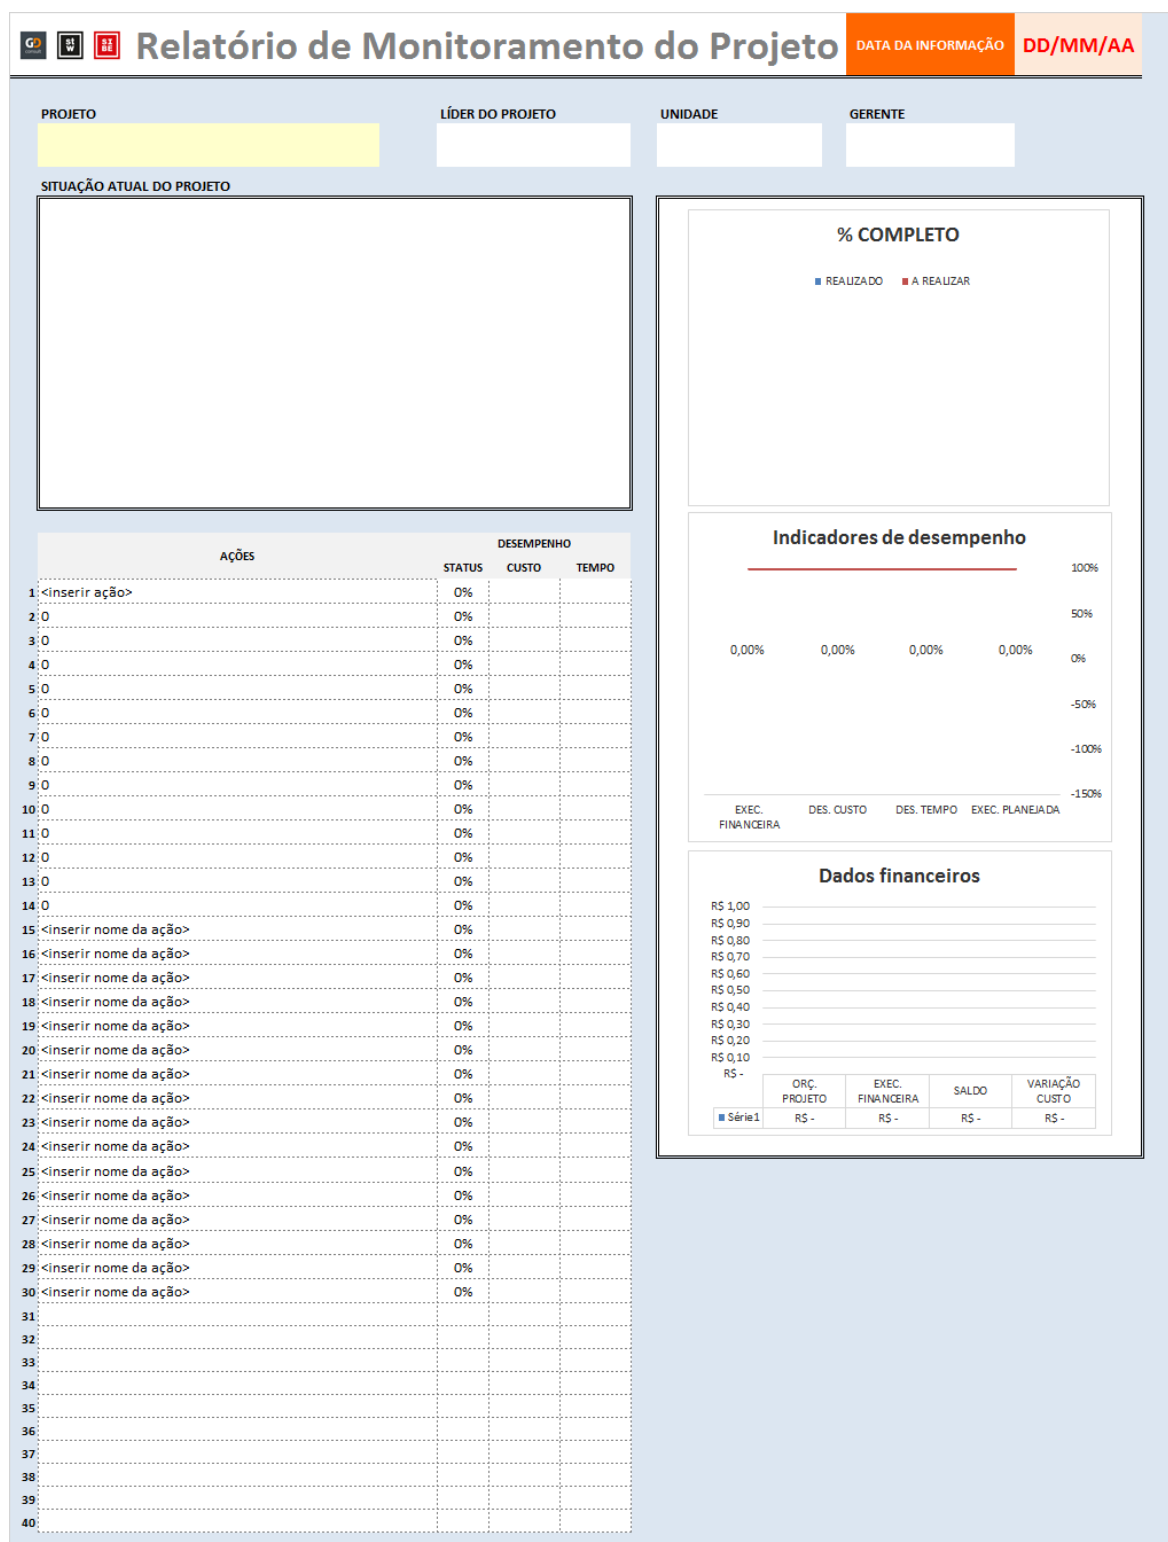 GD
consult
st
w
SI
BE
Relatório de Monitoramento do Projeto
DATA DA INFORMAÇÃO
DD/MM/AA
PROJETO
LÍDER DO PROJETO
UNIDADE
GERENTE
SITUAÇÃO ATUAL DO PROJETO
AÇÕES
DESEMPENHO
STATUS CUSTO TEMPO
1 <inserir ação> 0%
2 0 0%
3 0 0%
4 0 0%
5 0 0%
6 0 0%
7 0 0%
8 0 0%
9 0 0%
10 0 0%
11 0 0%
12 0 0%
13 0 0%
14 0 0%
15 <inserir nome da ação> 0%
16 <inserir nome da ação> 0%
17 <inserir nome da ação> 0%
18 <inserir nome da ação> 0%
19 <inserir nome da ação> 0%
20 <inserir nome da ação> 0%
21 <inserir nome da ação> 0%
22 <inserir nome da ação> 0%
23 <inserir nome da ação> 0%
24 <inserir nome da ação> 0%
25 <inserir nome da ação> 0%
26 <inserir nome da ação> 0%
27 <inserir nome da ação> 0%
28 <inserir nome da ação> 0%
29 <inserir nome da ação> 0%
30 <inserir nome da ação> 0%
31
32
33
34
35
36
37
38
39
40
% COMPLETO
REALIZADO A REALIZAR
Indicadores de desempenho
100%
50%
0,00% 0,00% 0,00% 0,00%
0%
-50%
-100%
-150%
EXEC. FINANCEIRA
DES. CUSTO
DES. TEMPO
EXEC. PLANEJADA
Dados financeiros
R$ 1,00
R$ 0,90
R$ 0,80
R$ 0,70
R$ 0,60
R$ 0,50
R$ 0,40
R$ 0,30
R$ 0,20
R$ 0,10
R$ -
ORÇ. PROJETO
EXEC. FINANCEIRA
SALDO
VARIAÇÃO CUSTO
Série1 R$ - R$ - R$ - R$ -